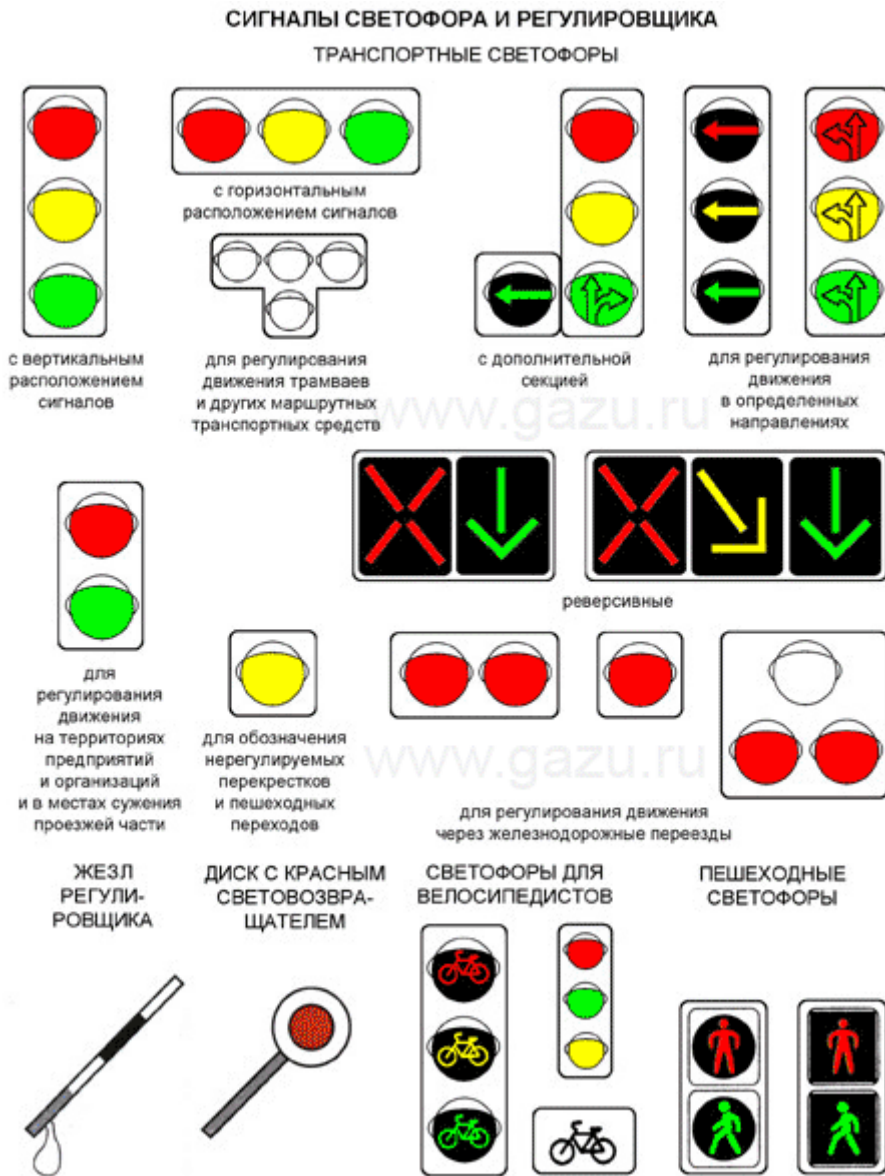 СИГНАЛЫ СВЕТОФОРА И РЕГУЛИРОВЩИКА
ТРАНСПОРТНЫЕ СВЕТОФОРЫ
с горизонтальным
расположением сигналов
с вертикальным
расположением
сигналов
для регулирования
движения трамваев
и других маршрутных
транспортных средств
с дополнительной
секцией
для регулирования
движения
в определенных
направлениях
www.gazu.ru
реверсивные
для
регулирования
движения
на территориях
предприятий
и организаций
и в местах сужения
проезжей части
для обозначения
нерегулируемых
перекрестков
и пешеходных
переходов
www.gazu.ru
для регулирования движения
через железнодорожные переезды
ЖЕЗЛ
РЕГУЛИ-
РОВЩИКА
ДИСК С КРАСНЫМ
СВЕТОВОЗВРА-
ЩАТЕЛЕМ
СВЕТОФОРЫ ДЛЯ
ВЕЛОСИПЕДИСТОВ
ПЕШЕХОДНЫЕ
СВЕТОФОРЫ